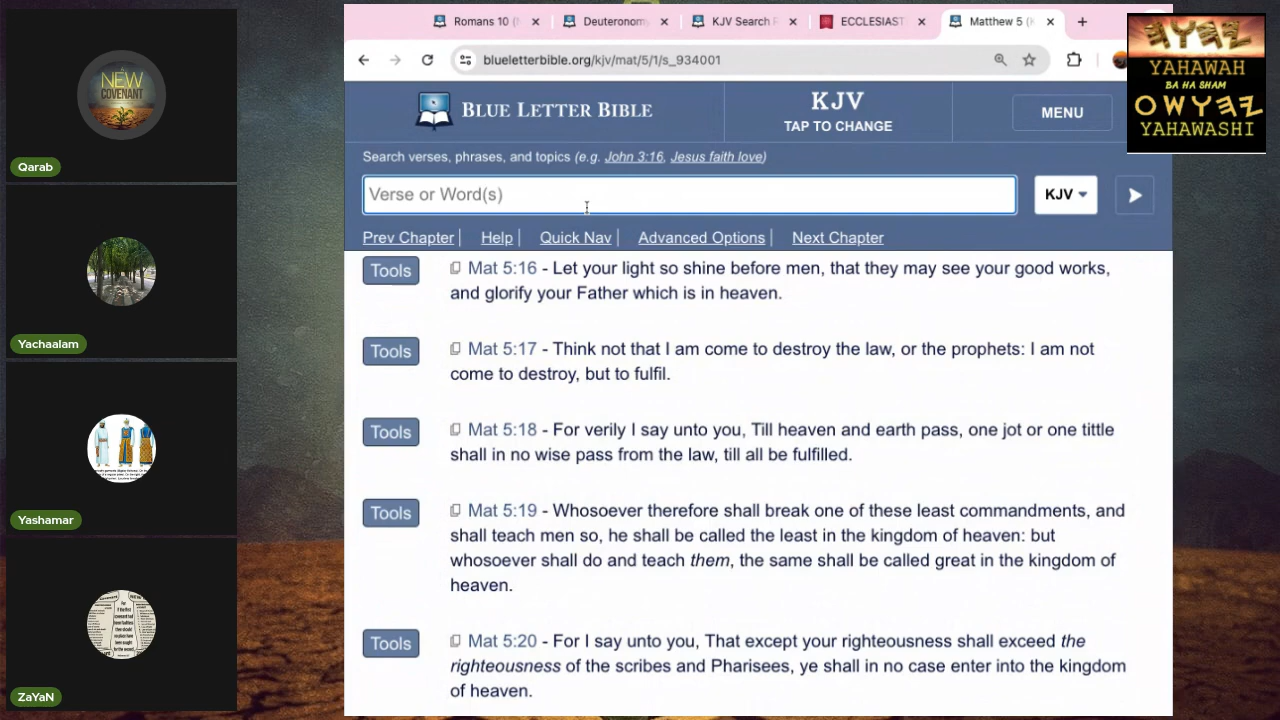 NEW
COVENANT
Qarab
Yachaalam
Yashamar
ZaYaN
Romans 10 (
Deuteronomy
KJV Search R
ECCLESIAST
Matthew 5 (
blueletterbible.org/kjv/mat/5/1/s_934001
BLUE LETTER BIBLE
KJV
TAP TO CHANGE
MENU
Search verses, phrases, and topics (e.g. John 3:16, Jesus faith love)
Verse or Word(s)
KJV
Prev Chapter | Help | Quick Nav | Advanced Options | Next Chapter
Tools
Mat 5:16 - Let your light so shine before men, that they may see your good works,
and glorify your Father which is in heaven.
Tools
Mat 5:17 - Think not that I am come to destroy the law, or the prophets: I am not
come to destroy, but to fulfil.
Tools
Mat 5:18 - For verily I say unto you, Till heaven and earth pass, one jot or one tittle
shall in no wise pass from the law, till all be fulfilled.
Tools
Mat 5:19 - Whosoever therefore shall break one of these least commandments, and
shall teach men so, he shall be called the least in the kingdom of heaven: but
whosoever shall do and teach them, the same shall be called great in the kingdom of
heaven.
Tools
Mat 5:20 - For I say unto you, That except your righteousness shall exceed the
righteousness of the scribes and Pharisees, ye shall in no case enter into the kingdom
of heaven.
YAHAWAH
BA HA SHAM
YAHAWASHI